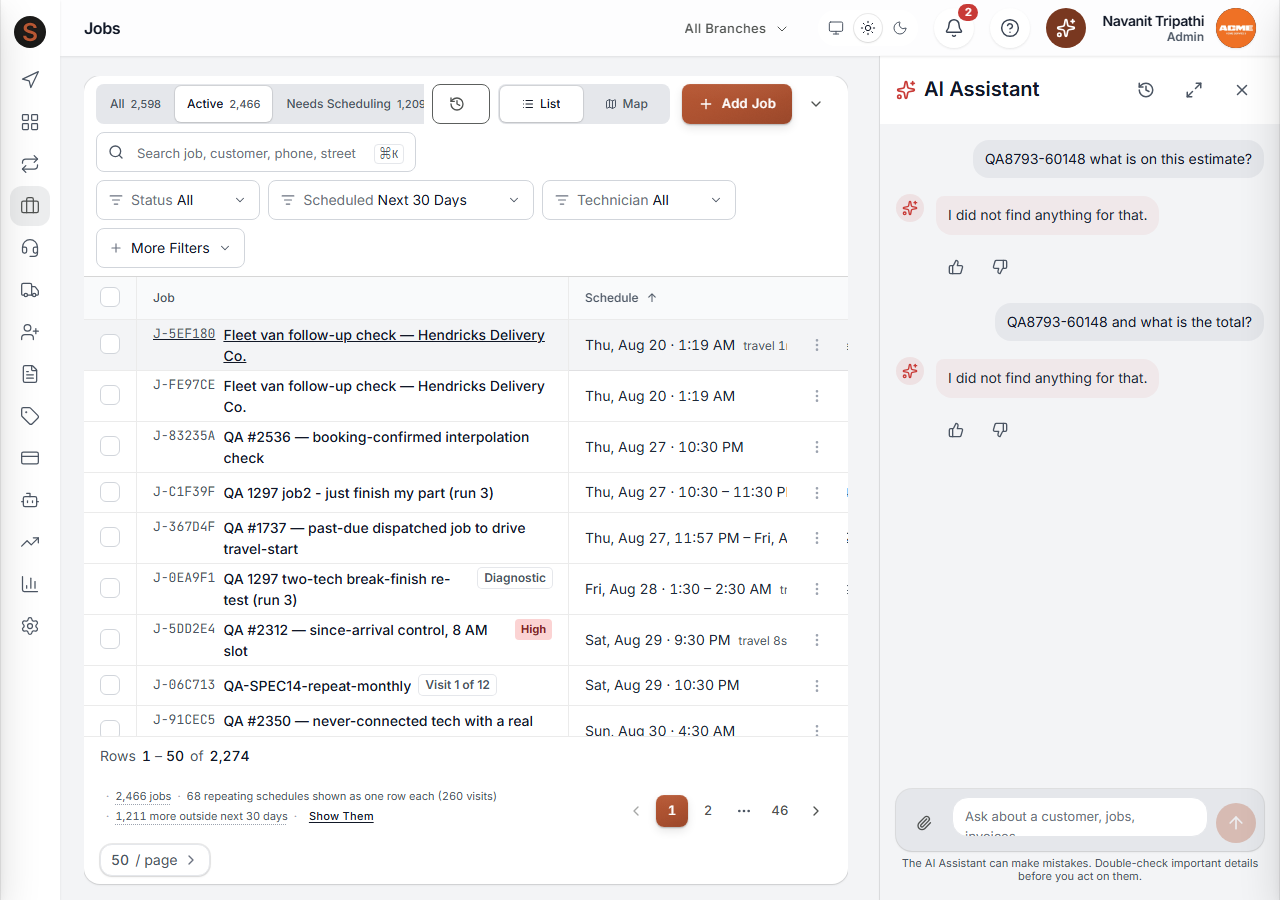 S
Jobs
All Branches
2
Navanit Tripathi
Admin
ACME
All 2,598
Active 2,466
Needs Scheduling 1,209
List
Map
+ Add Job
Search job, customer, phone, street
⌘K
Status All
Scheduled Next 30 Days
Technician All
+ More Filters
Job
Schedule ↑
J-5EF180 Fleet van follow-up check — Hendricks Delivery
Co.
Thu, Aug 20 · 1:19 AM travel 1
J-FE97CE Fleet van follow-up check — Hendricks Delivery
Co.
Thu, Aug 20 · 1:19 AM
J-83235A QA #2536 — booking-confirmed interpolation
check
Thu, Aug 27 · 10:30 PM
J-C1F39F QA 1297 job2 - just finish my part (run 3)
Thu, Aug 27 · 10:30 – 11:30 P
J-367D4F QA #1737 — past-due dispatched job to drive
travel-start
Thu, Aug 27, 11:57 PM – Fri, A
J-0EA9F1 QA 1297 two-tech break-finish re-
test (run 3)
Diagnostic
Fri, Aug 28 · 1:30 – 2:30 AM tr
J-5DD2E4 QA #2312 — since-arrival control, 8 AM
slot
High
Sat, Aug 29 · 9:30 PM travel 8s
J-06C713 QA-SPEC14-repeat-monthly Visit 1 of 12
Sat, Aug 29 · 10:30 PM
J-91CEC5 QA #2350 — never-connected tech with a real
Sun, Aug 30 · 4:30 AM
Rows 1 – 50 of 2,274
· 2,466 jobs · 68 repeating schedules shown as one row each (260 visits)
· 1,211 more outside next 30 days · Show Them
1 2 ··· 46
50 / page
AI Assistant
QA8793-60148 what is on this estimate?
I did not find anything for that.
QA8793-60148 and what is the total?
I did not find anything for that.
Ask about a customer, jobs,
invoices
The AI Assistant can make mistakes. Double-check important details
before you act on them.